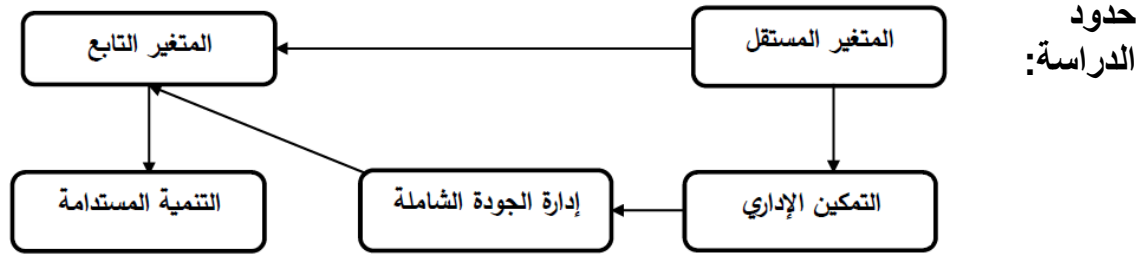 حدود
الدراسة:
المتغير المستقل
المتغير التابع
التمكين الإداري
إدارة الجودة الشاملة
التنمية المستدامة